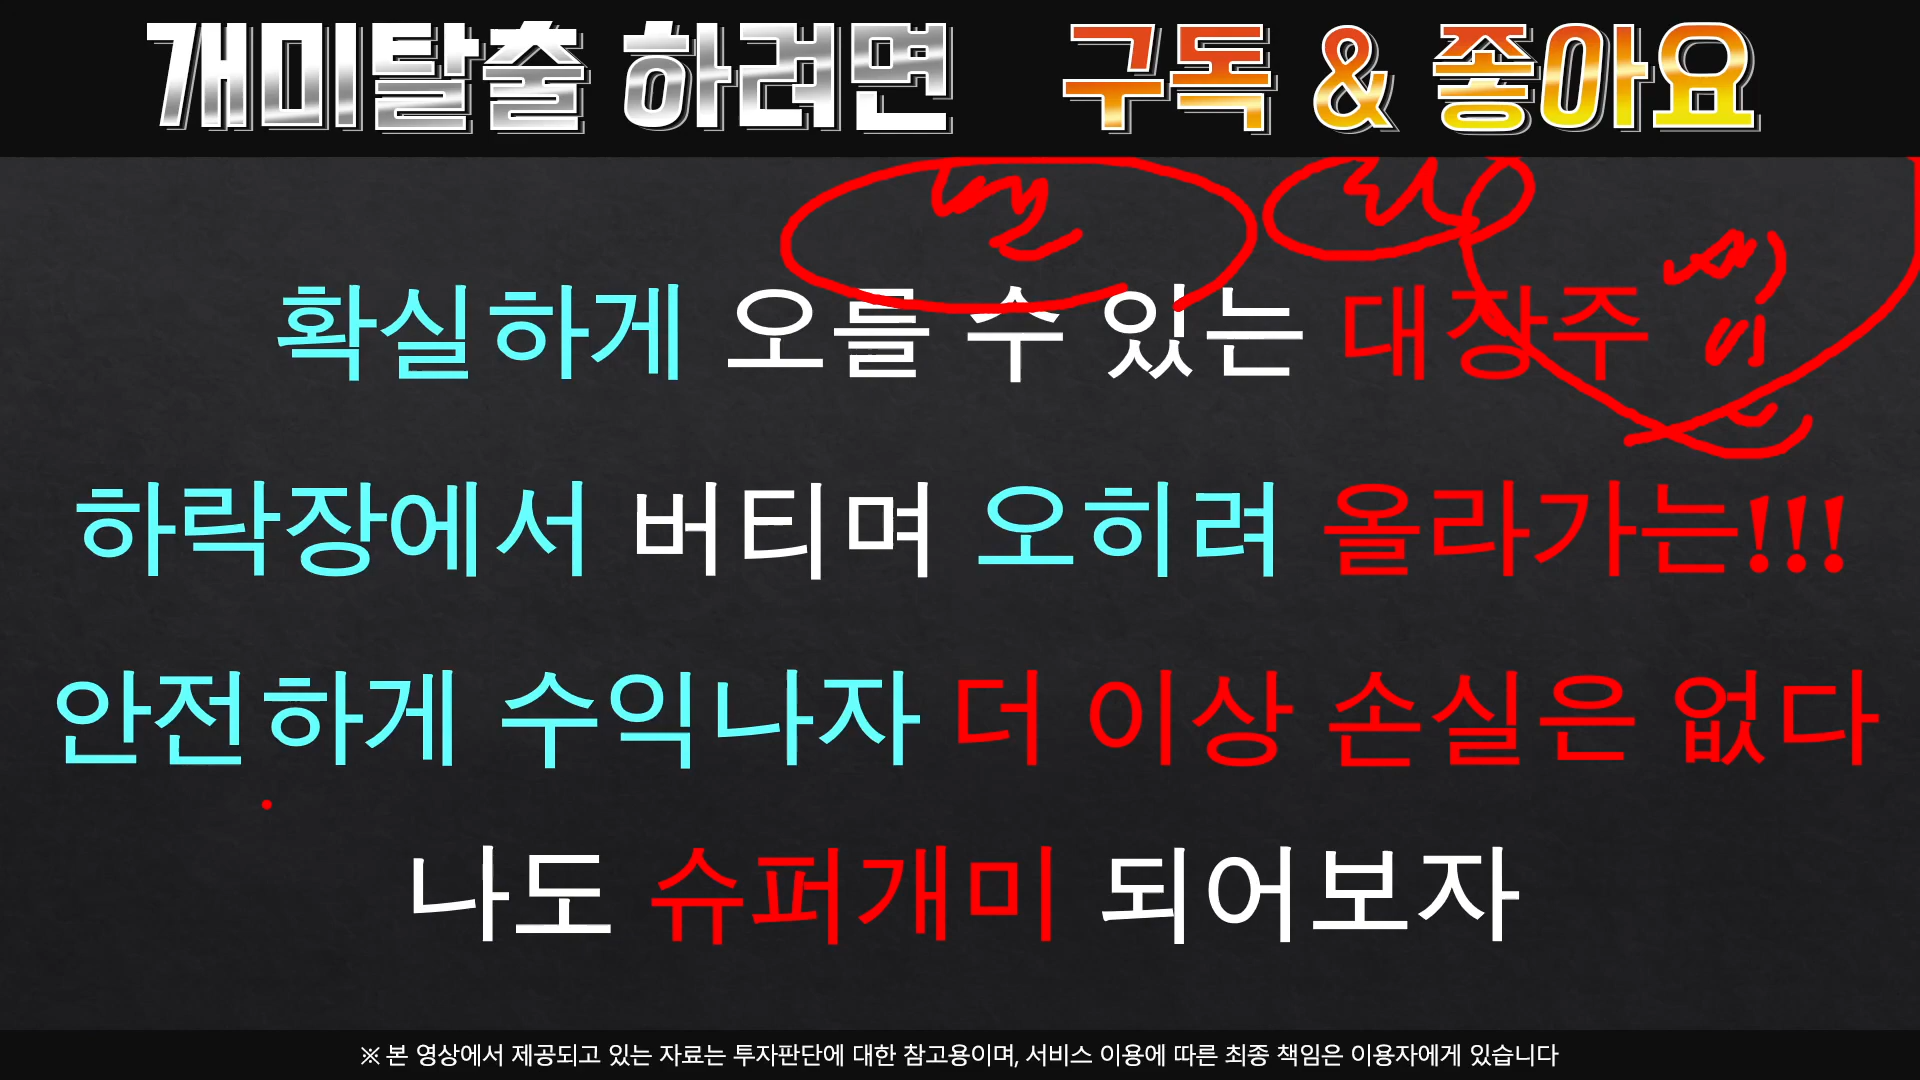 개미탈출 하려면 구독 & 좋아요
확실하게 오를 수 있는 대장주
하락장에서 버티며 오히려 올라가는!!!
안전하게 수익나자 더 이상 손실은 없다
나도 슈퍼개미 되어보자
※ 본 영상에서 제공되고 있는 자료는 투자판단에 대한 참고용이며, 서비스 이용에 따른 최종 책임은 이용자에게 있습니다